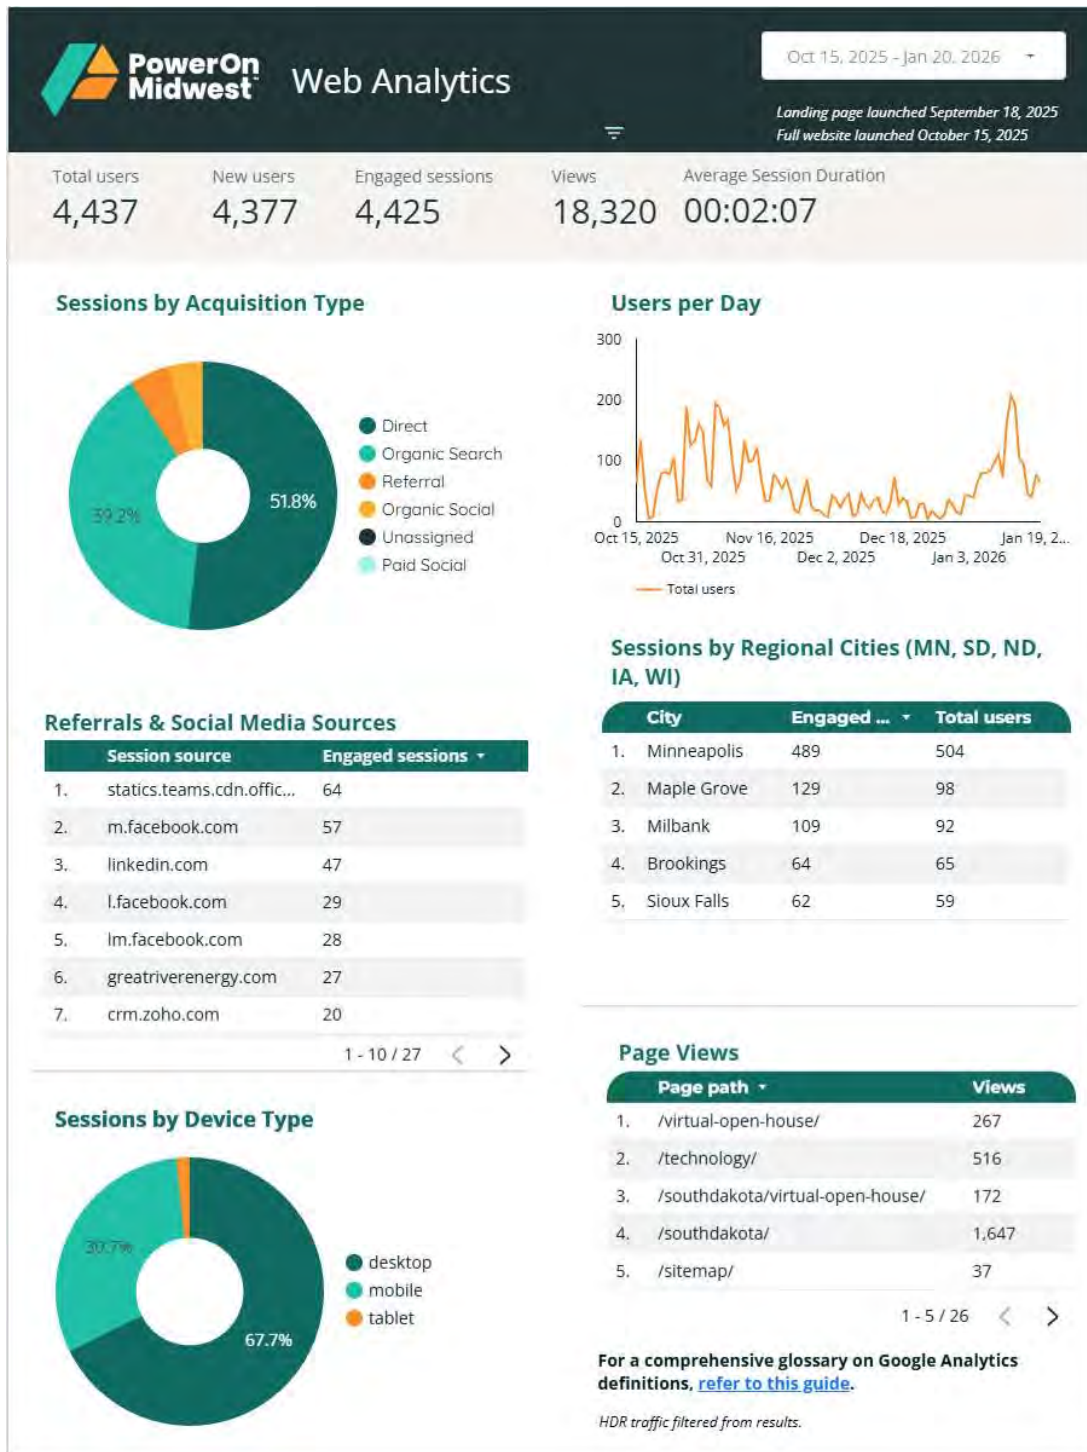 PowerOn
Midwest
Web Analytics
Oct 15, 2025 - Jan 20, 2026
Landing page launched September 18, 2025
Full website launched October 15, 2025
Total users
New users
Engaged sessions
Views
Average Session Duration
4,437
4,377
4,425
18,320
00:02:07
Sessions by Acquisition Type
51.8%
39.2%
Direct
Organic Search
Referral
Organic Social
Unassigned
Paid Social
Users per Day
300
200
100
0
Oct 15, 2025
Oct 31, 2025
Nov 16, 2025
Dec 2, 2025
Dec 18, 2025
Jan 3, 2026
Jan 19, 2...
Total users
Referrals & Social Media Sources
Session source Engaged sessions
1. statics.teams.cdn.offic... 64
2. m.facebook.com 57
3. linkedin.com 47
4. l.facebook.com 29
5. lm.facebook.com 28
6. greatriverenergy.com 27
7. crm.zoho.com 20
1 - 10 / 27
Sessions by Regional Cities (MN, SD, ND,
IA, WI)
City Engaged ... Total users
1. Minneapolis 489 504
2. Maple Grove 129 98
3. Milbank 109 92
4. Brookings 64 65
5. Sioux Falls 62 59
Sessions by Device Type
30.7%
67.7%
desktop
mobile
tablet
Page Views
Page path Views
1. /virtual-open-house/ 267
2. /technology/ 516
3. /southdakota/virtual-open-house/ 172
4. /southdakota/ 1,647
5. /sitemap/ 37
1 - 5 / 26
For a comprehensive glossary on Google Analytics
definitions, refer to this guide.
HDR traffic filtered from results.